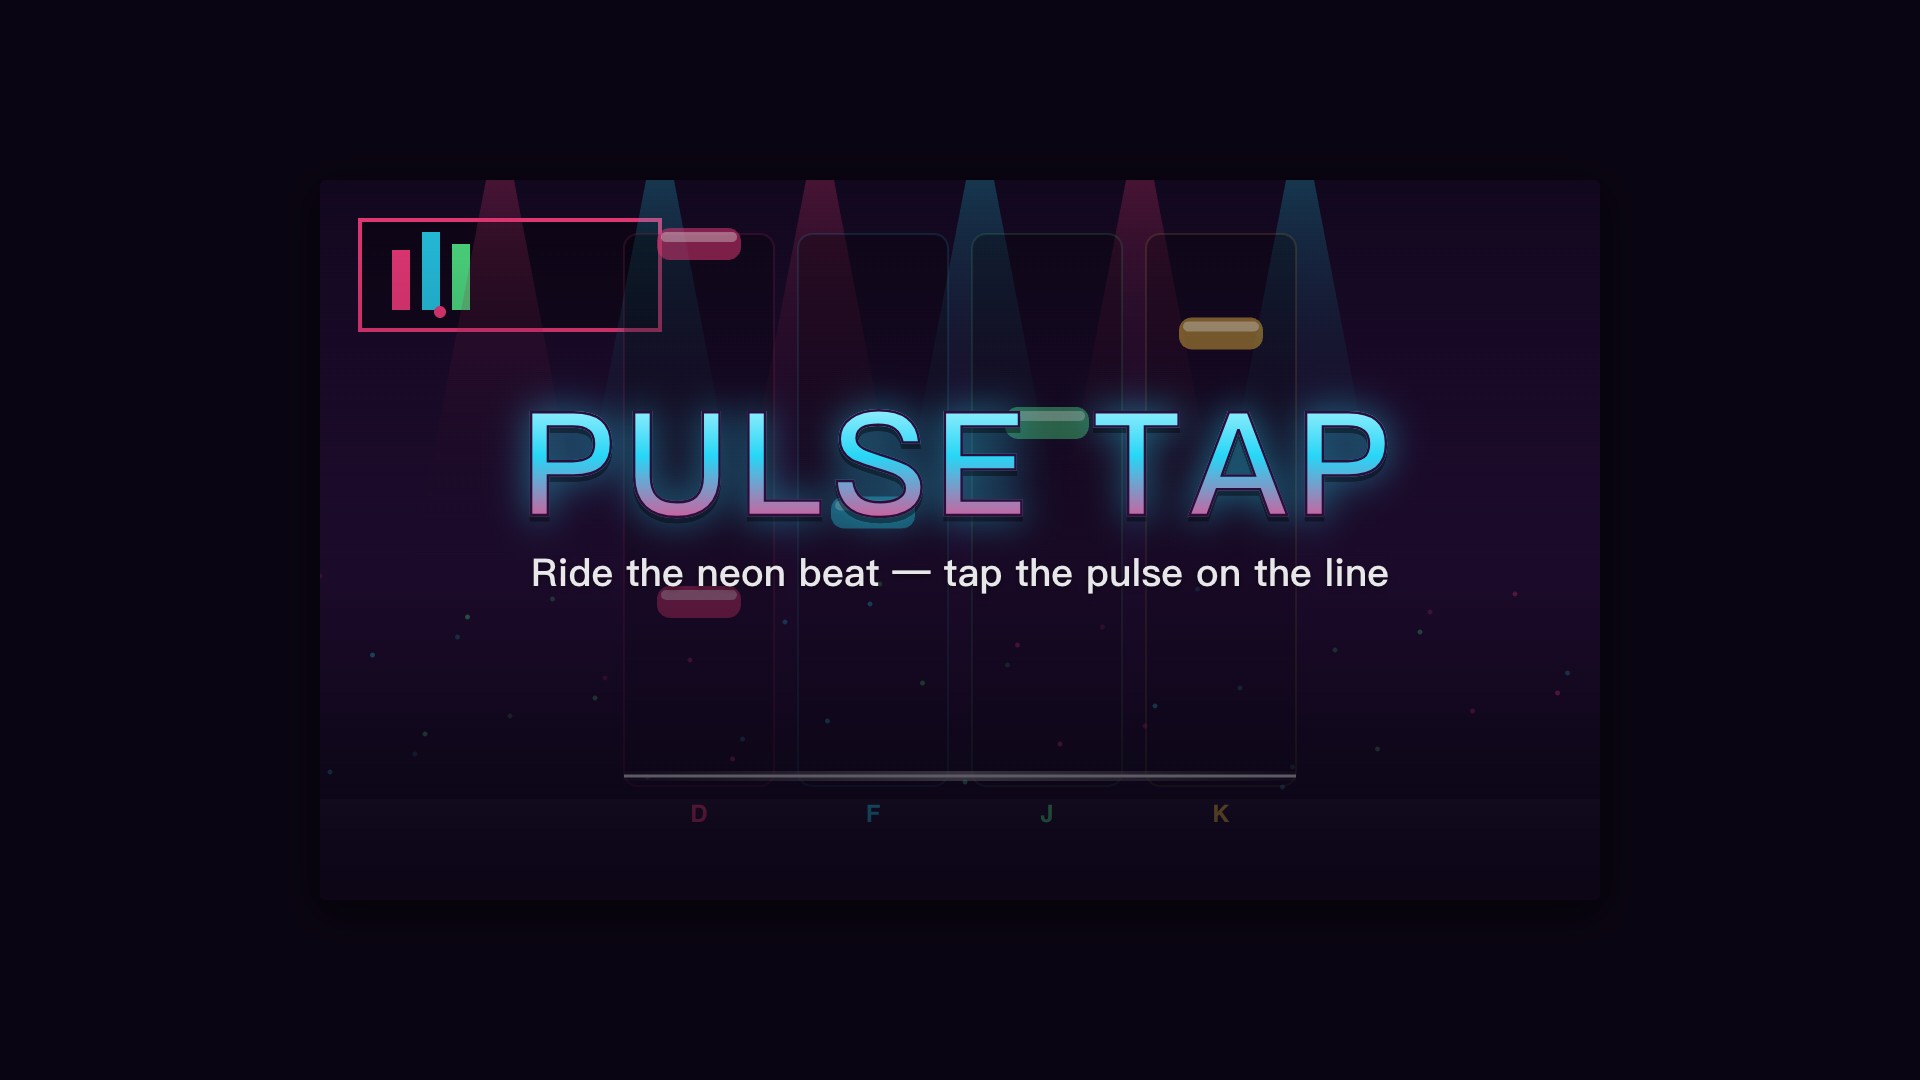 PULSE TAP
Ride the neon beat — tap the pulse on the line
D F J K